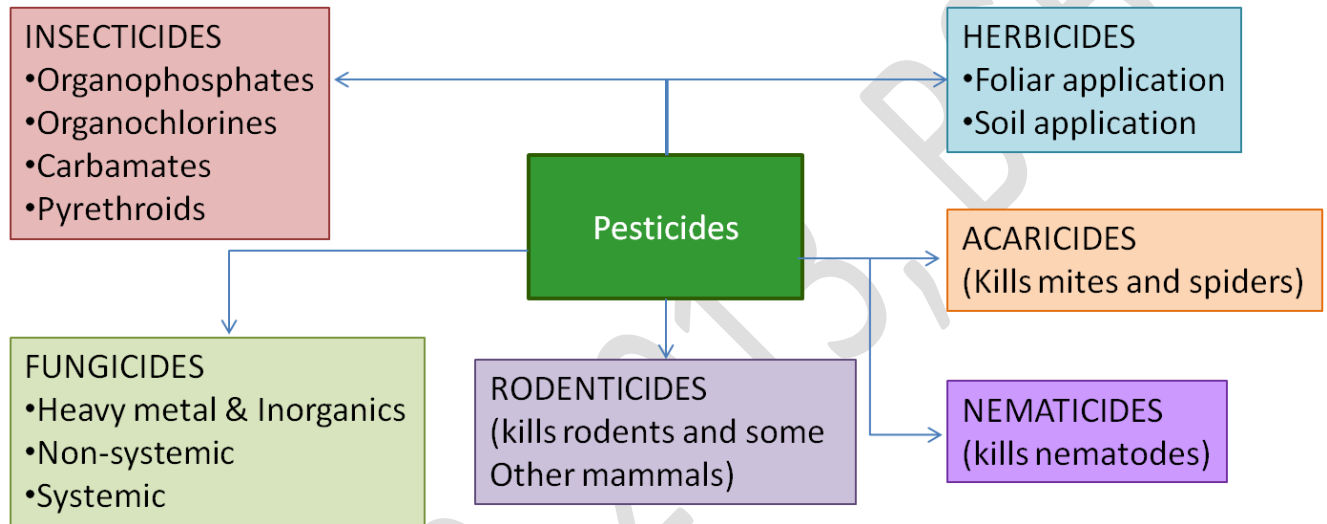 INSECTICIDES
•Organophosphates
•Organochlorines
•Carbamates
•Pyrethroids
HERBICIDES
•Foliar application
•Soil application
Pesticides
ACARICIDES
(Kills mites and spiders)
FUNGICIDES
•Heavy metal & Inorganics
•Non-systemic
•Systemic
RODENTICIDES
(kills rodents and some
Other mammals)
NEMATICIDES
(kills nematodes)